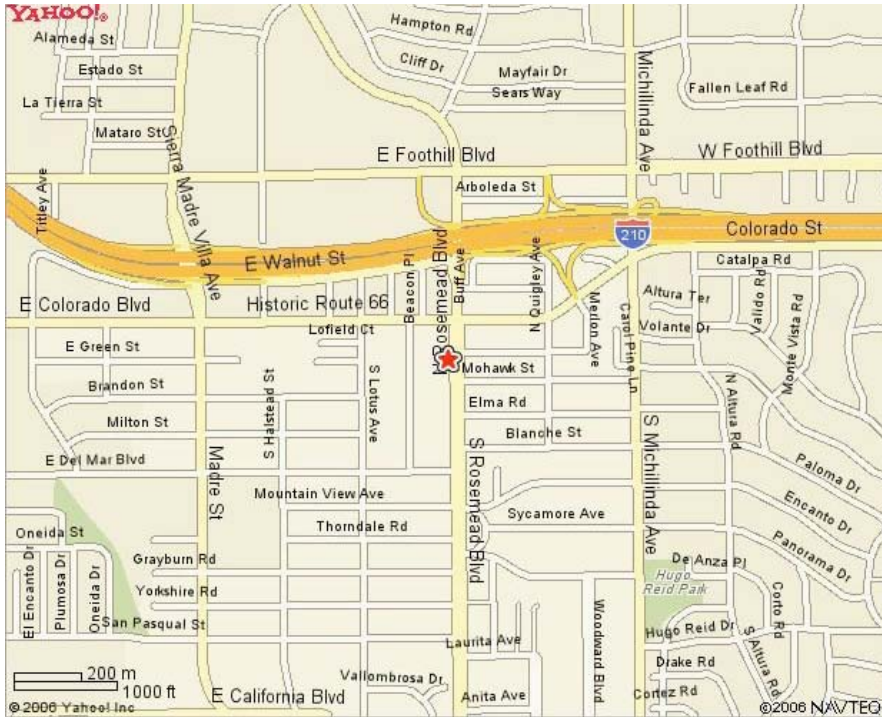 YAHOO!®
Hampton Rd
Alameda St
Cliff Dr
Michillinda Ave
Estado St
Mayfair Dr
Fallen Leaf Rd
Sears Way
La Tierra St
Mataro St
Sierra Madre Villa Ave
E Foothill Blvd
W Foothill Blvd
Titley Ave
Arboleda St
210
Colorado St
E Walnut St
Rosemead Blvd
Buff Ave
N Quigley Ave
Catalpa Rd
Beacon Pl
E Colorado Blvd
Historic Route 66
Altura Ter
Valido Rd
Monte Vista Rd
Merion Ave
Carol Pine Ln
Lofield Ct
Volante Dr
E Green St
Mohawk St
Brandon St
S Halstead St
S Lotus Ave
Elma Rd
N Altura Rd
Milton St
Blanche St
S Michillinda Ave
E Del Mar Blvd
Madre St
S Rosemead Blvd
Paloma Dr
Mountain View Ave
Encanto Dr
Sycamore Ave
Thorndale Rd
Oneida St
Panorama Dr
Grayburn Rd
De Anza Pl
El Encanto Dr
Plumosa Dr
Oneida Dr
Hugo
Reid Park
Yorkshire Rd
Corto Rd
Woodward Blvd
San Pasqual St
Hugo Reid Dr
S Altura Rd
Laurita Ave
Drake Rd
200 m
Vallombrosa Dr
1000 ft
E California Blvd
Anita Ave
Cortez Rd
©2006 Yahoo! Inc
©2006 NAVTEQ